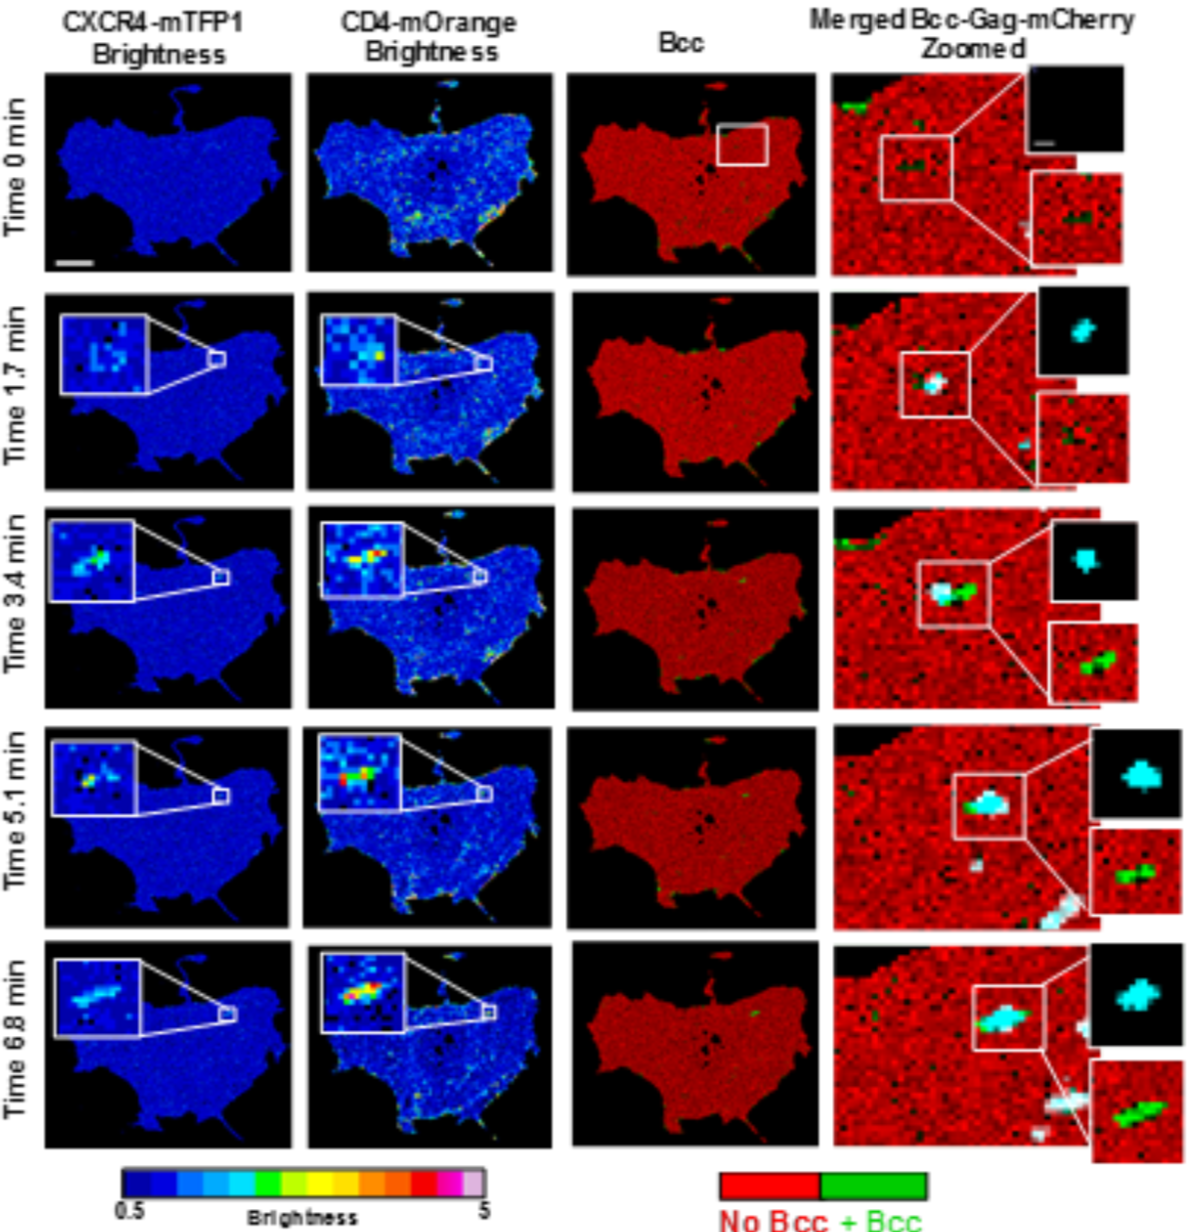 CXCR4-mTFP1
Brightness
CD4-mOrange
Brightness
Bcc
Merged Bcc-Gag-mCherry
Zoomed
Time 0 min
Time 1.7 min
Time 3.4 min
Time 5.1 min
Time 6.8 min
0.5
Brightness
5
No Bcc + Bcc